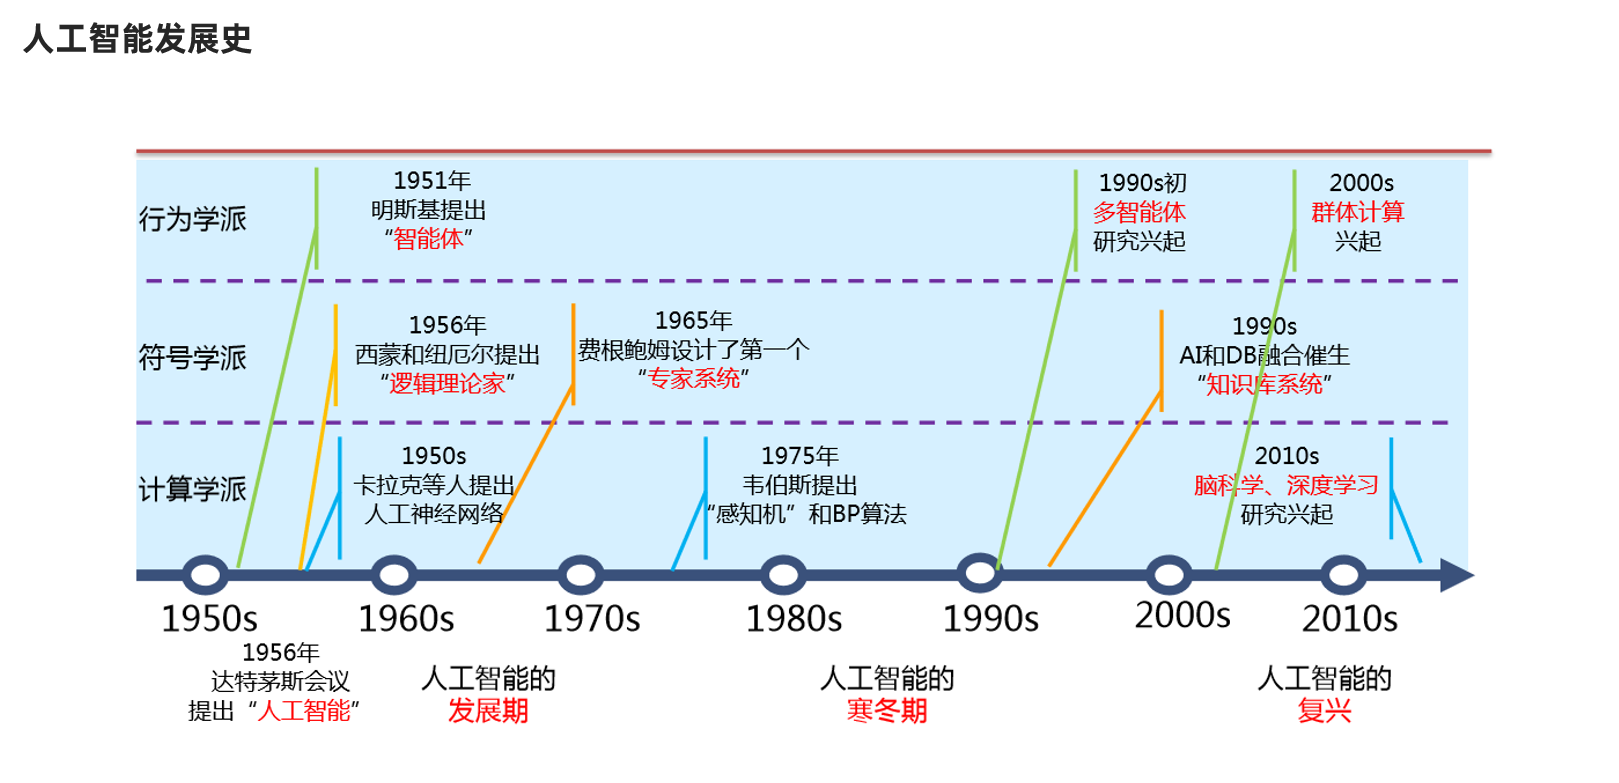 人工智能发展史
行为学派
1951年
明斯基提出
“智能体”
1990s初
多智能体
研究兴起
2000s
群体计算
兴起
符号学派
1956年
西蒙和纽厄尔提出
“逻辑理论家”
1965年
费根鲍姆设计了第一个
“专家系统”
1990s
AI和DB融合催生
“知识库系统”
计算学派
1950s
卡拉克等人提出
人工神经网络
1975年
韦伯斯提出
“感知机”和BP算法
2010s
脑科学、深度学习
研究兴起
1950s
1960s
1970s
1980s
1990s
2000s
2010s
1956年
达特茅斯会议
提出“人工智能”
人工智能的
发展期
人工智能的
寒冬期
人工智能的
复兴